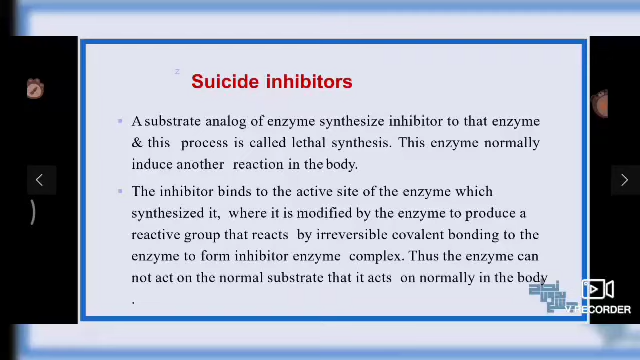 z
Suicide inhibitors
A substrate analog of enzyme synthesize inhibitor to that enzyme
& this process is called lethal synthesis. This enzyme normally
induce another reaction in the body.
The inhibitor binds to the active site of the enzyme which
synthesized it, where it is modified by the enzyme to produce a
reactive group that reacts by irreversible covalent bonding to the
enzyme to form inhibitor enzyme complex. Thus the enzyme can
not act on the normal substrate that it acts on normally in the body
.
RECORDER